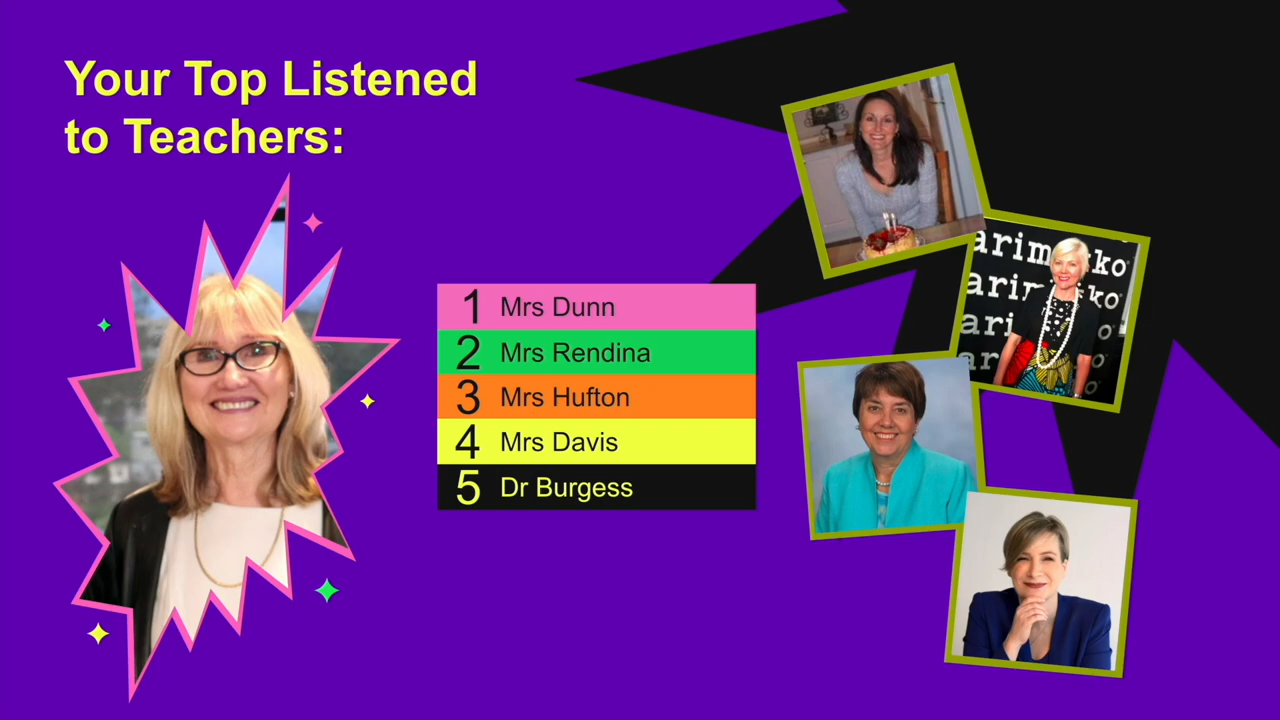 Your Top Listened
to Teachers:
1 Mrs Dunn
2 Mrs Rendina
3 Mrs Hufton
4 Mrs Davis
5 Dr Burgess